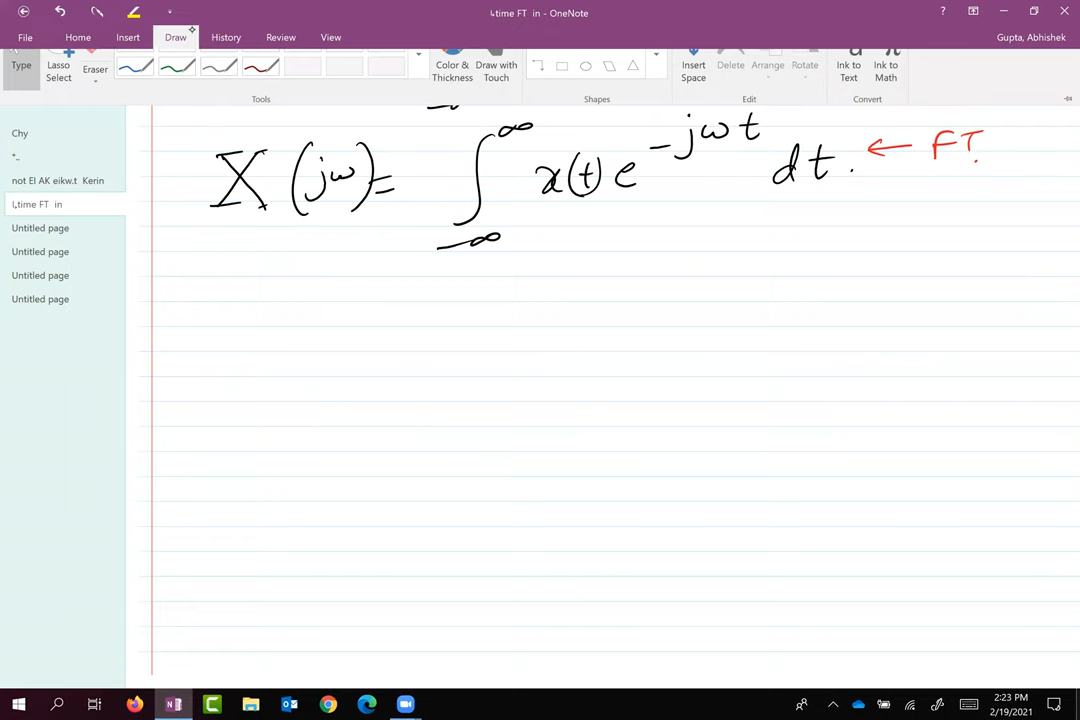 ↳time FT in - OneNote
?
File
Home
Insert
Draw
History
Review
View
Gupta, Abhishek
Type
Lasso Select
Eraser
Color & Thickness
Draw with Touch
Insert Space
Delete
Arrange
Rotate
Ink to Text
Ink to Math
Tools
Shapes
Edit
Convert
Chy
not EI AK eikw.t Kerin
time FT in
Untitled page
Untitled page
Untitled page
Untitled page
X(jω) = ∫_{-∞}^{∞} x(t) e^{-jωt} dt. ← FT.
2:23 PM
2/19/2021